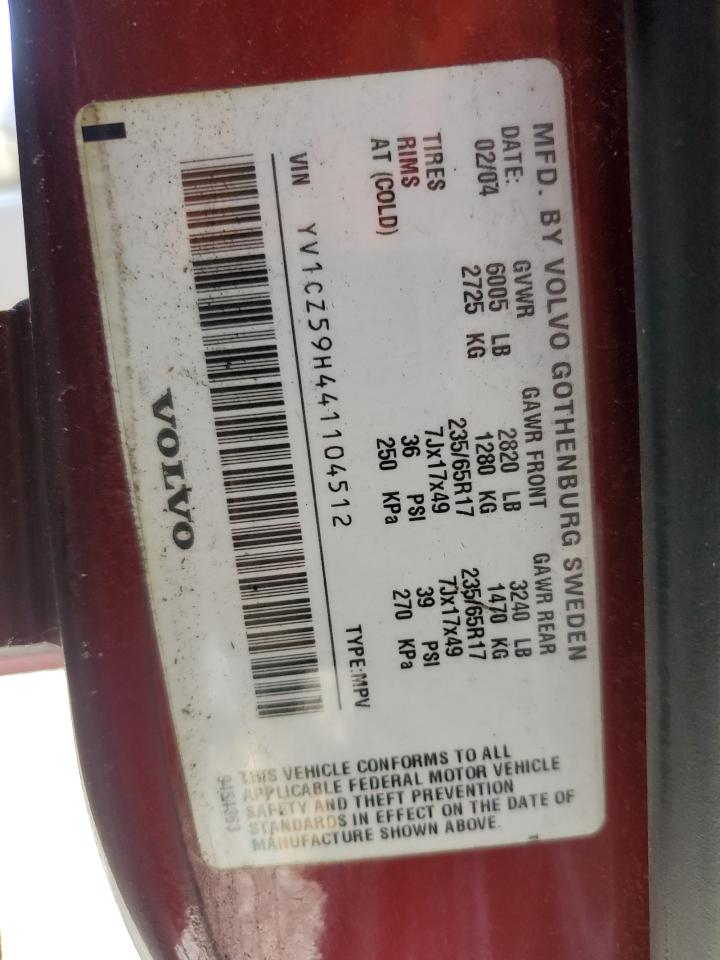 MFD. BY VOLVO GOTHENBURG SWEDEN
DATE: GVWR GAWR FRONT GAWR REAR
02/04 6005 LB 2820 LB 3240 LB
2725 KG 1280 KG 1470 KG
TIRES 235/65R17 235/65R17
RIMS 7Jx17x49 7Jx17x49
AT (COLD) 36 PSI 39 PSI
250 KPa 270 KPa
THIS VEHICLE CONFORMS TO ALL
APPLICABLE FEDERAL MOTOR VEHICLE
SAFETY AND THEFT PREVENTION
STANDARDS IN EFFECT ON THE DATE OF
MANUFACTURE SHOWN ABOVE.
VIN YV1CZ59H441104512 TYPE:MPV
VOLVO